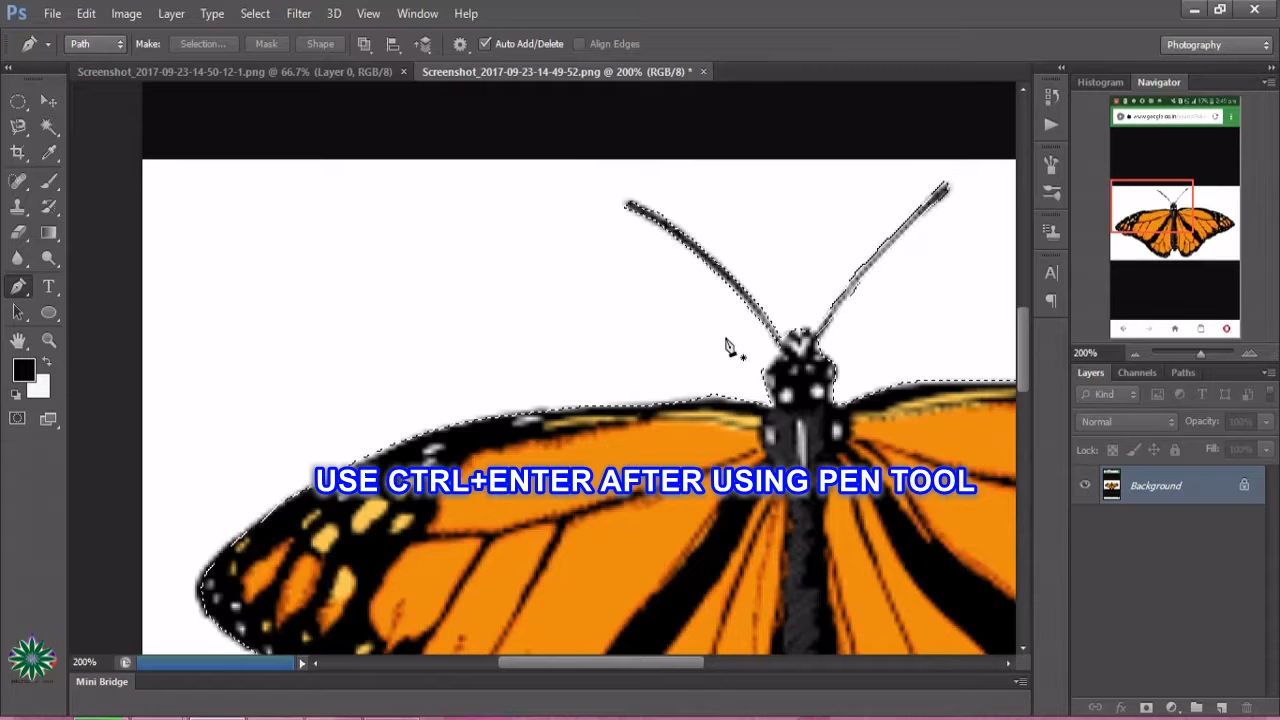 Ps File Edit Image Layer Type Select Filter 3D View Window Help
Path Make: Selection... Mask Shape Auto Add/Delete Align Edges Photography
Screenshot_2017-09-23-14-50-12-1.png @ 66.7% (Layer 0, RGB/8) × Screenshot_2017-09-23-14-49-52.png @ 200% (RGB/8) * ×
Histogram Navigator
200%
Layers Channels Paths
Kind
Normal Opacity: 100%
Lock: Fill: 100%
Background
USE CTRL+ENTER AFTER USING PEN TOOL
200%
Mini Bridge